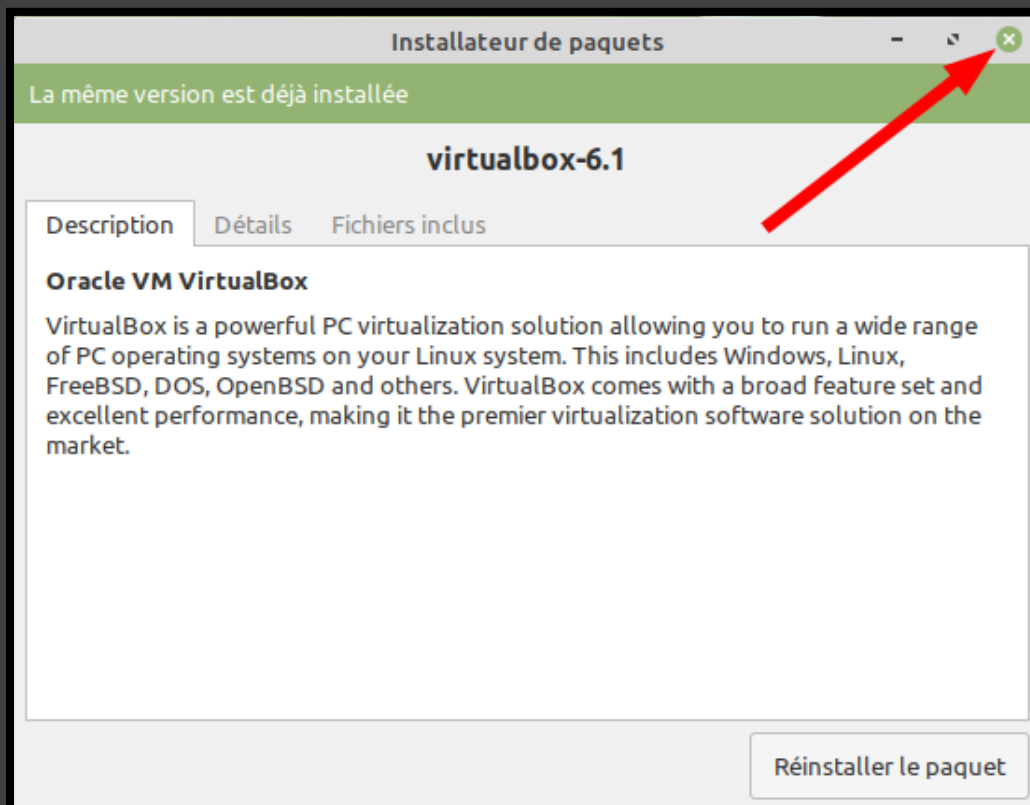 Installateur de paquets
La même version est déjà installée
virtualbox-6.1
Description Détails Fichiers inclus
Oracle VM VirtualBox
VirtualBox is a powerful PC virtualization solution allowing you to run a wide range
of PC operating systems on your Linux system. This includes Windows, Linux,
FreeBSD, DOS, OpenBSD and others. VirtualBox comes with a broad feature set and
excellent performance, making it the premier virtualization software solution on the
market.
Réinstaller le paquet